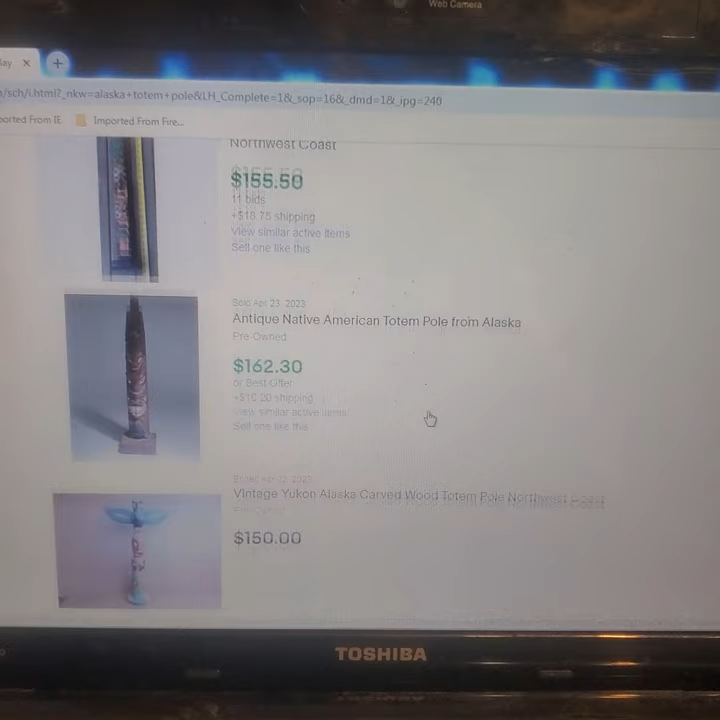 Web Camera
/sch/i.html?_nkw=alaska+totem+pole&LH_Complete=1&_sop=16&_dmd=1&_ipg=240
Imported From Fire...
Northwest Coast
$155.50
11 bids
+$18.75 shipping
View similar active items
Sell one like this
Sold Apr 23, 2023
Antique Native American Totem Pole from Alaska
Pre-Owned
$162.30
or Best Offer
+$10.20 shipping
View similar active items
Sell one like this
Vintage Yukon Alaska Carved Wood Totem Pole Northwest Coast
$150.00
TOSHIBA